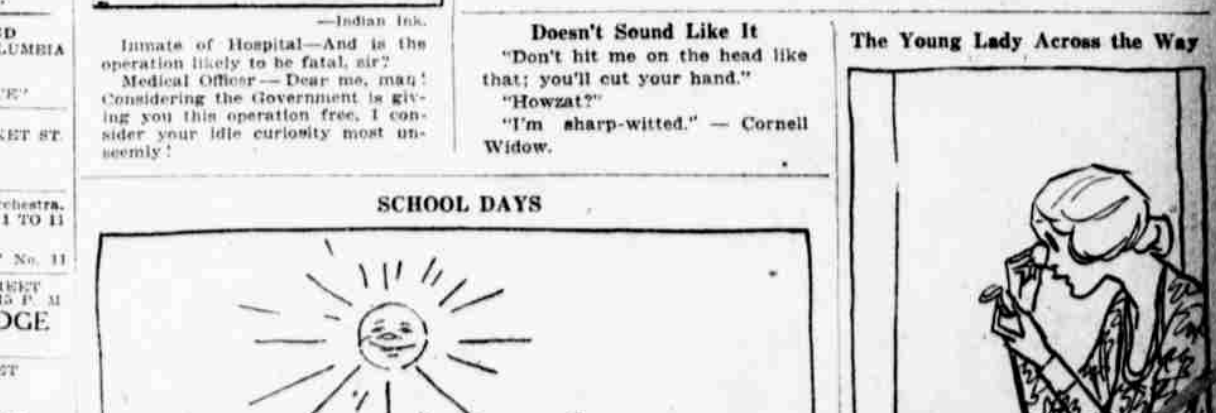 D
LUMBIA
KET ST.
rchestra.
1 TO 11
No. 11
REET
P. M
DGE
ST
—Indian Ink.
Inmate of Hospital—And is the
operation likely to be fatal, sir?
Medical Officer — Dear me, man!
Considering the Government is giv-
ing you this operation free, I con-
sider your idle curiosity most un-
seemly!
Doesn't Sound Like It
"Don't hit me on the head like
that; you'll cut your hand."
"Howzat?"
"I'm sharp-witted." — Cornell
Widow.
SCHOOL DAYS
The Young Lady Across the Way